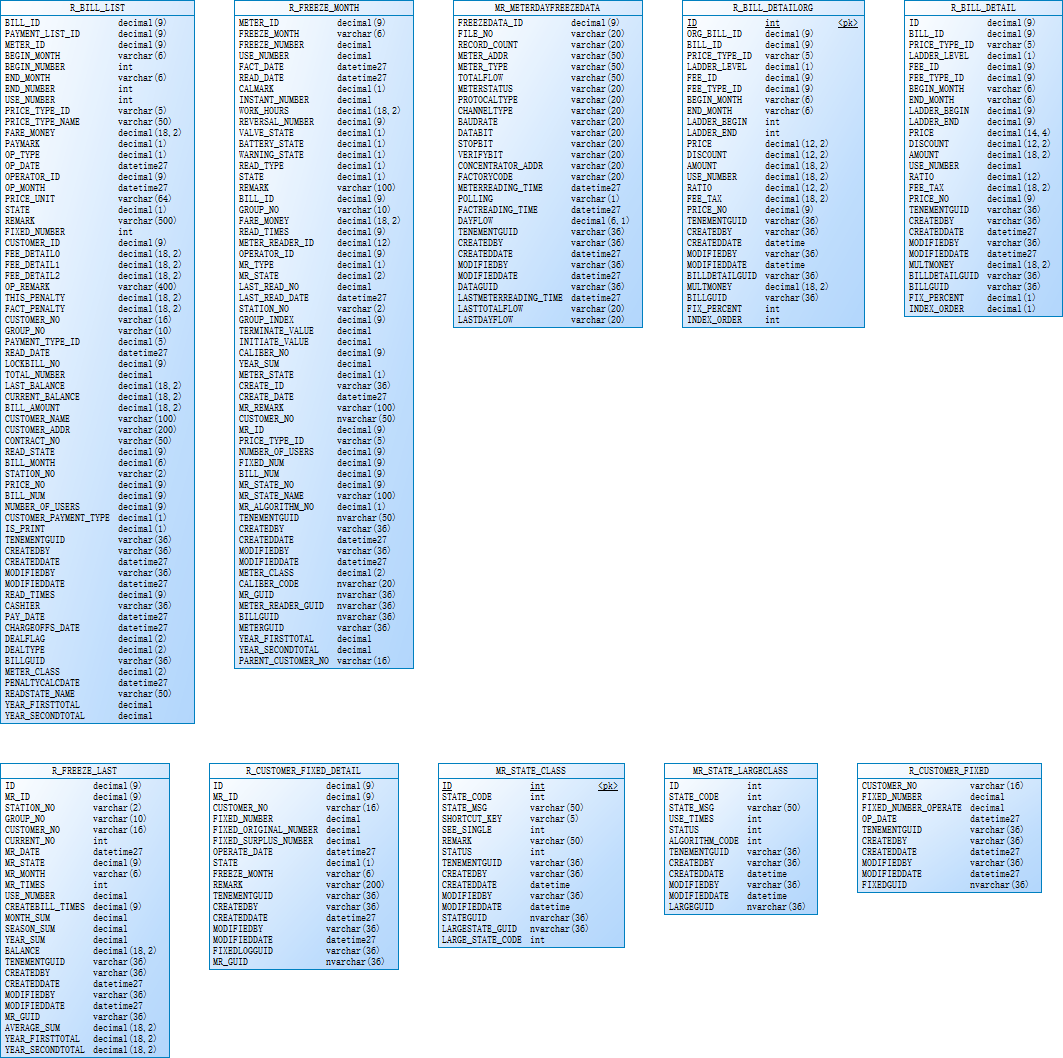 R_BILL_LIST
BILL_ID decimal(9)
PAYMENT_LIST_ID decimal(9)
METER_ID decimal(9)
BEGIN_MONTH varchar(6)
BEGIN_NUMBER int
END_MONTH varchar(6)
END_NUMBER int
USE_NUMBER int
PRICE_TYPE_ID varchar(5)
PRICE_TYPE_NAME varchar(50)
FARE_MONEY decimal(18,2)
PAYMARK decimal(1)
OP_TYPE decimal(1)
OP_DATE datetime27
OPERATOR_ID decimal(9)
OP_MONTH datetime27
PRICE_UNIT varchar(64)
STATE decimal(1)
REMARK varchar(500)
FIXED_NUMBER int
CUSTOMER_ID decimal(9)
FEE_DETAIL0 decimal(18,2)
FEE_DETAIL1 decimal(18,2)
FEE_DETAIL2 decimal(18,2)
OP_REMARK varchar(400)
THIS_PENALTY decimal(18,2)
FACT_PENALTY decimal(18,2)
CUSTOMER_NO varchar(16)
GROUP_NO varchar(10)
PAYMENT_TYPE_ID decimal(5)
READ_DATE datetime27
LOCKBILL_NO decimal(9)
TOTAL_NUMBER decimal
LAST_BALANCE decimal(18,2)
CURRENT_BALANCE decimal(18,2)
BILL_AMOUNT decimal(18,2)
CUSTOMER_NAME varchar(100)
CUSTOMER_ADDR varchar(200)
CONTRACT_NO varchar(50)
READ_STATE decimal(9)
BILL_MONTH decimal(6)
STATION_NO varchar(2)
PRICE_NO decimal(9)
BILL_NUM decimal(9)
NUMBER_OF_USERS decimal(9)
CUSTOMER_PAYMENT_TYPE decimal(1)
IS_PRINT decimal(1)
TENEMENTGUID varchar(36)
CREATEDBY varchar(36)
CREATEDDATE datetime27
MODIFIEDBY varchar(36)
MODIFIEDDATE datetime27
READ_TIMES decimal(9)
CASHIER varchar(36)
PAY_DATE datetime27
CHARGEOFFS_DATE datetime27
DEALFLAG decimal(2)
DEALTYPE decimal(2)
BILLGUID varchar(36)
METER_CLASS decimal(2)
PENALTYCALCDATE datetime27
READSTATE_NAME varchar(50)
YEAR_FIRSTTOTAL decimal
YEAR_SECONDTOTAL decimal
R_FREEZE_MONTH
METER_ID decimal(9)
FREEZE_MONTH varchar(6)
FREEZE_NUMBER decimal
USE_NUMBER decimal
FACT_DATE datetime27
READ_DATE datetime27
CALMARK decimal(1)
INSTANT_NUMBER decimal
WORK_HOURS decimal(18,2)
REVERSAL_NUMBER decimal(9)
VALVE_STATE decimal(1)
BATTERY_STATE decimal(1)
WARNING_STATE decimal(1)
READ_TYPE decimal(1)
STATE decimal(1)
REMARK varchar(100)
BILL_ID decimal(9)
GROUP_NO varchar(10)
FARE_MONEY decimal(18,2)
READ_TIMES decimal(9)
METER_READER_ID decimal(12)
OPERATOR_ID decimal(9)
MR_TYPE decimal(1)
MR_STATE decimal(2)
LAST_READ_NO decimal
LAST_READ_DATE datetime27
STATION_NO varchar(2)
GROUP_INDEX decimal(9)
TERMINATE_VALUE decimal
INITIATE_VALUE decimal
CALIBER_NO decimal(9)
YEAR_SUM decimal
METER_STATE decimal(1)
CREATE_ID varchar(36)
CREATE_DATE datetime27
MR_REMARK varchar(100)
CUSTOMER_NO nvarchar(50)
MR_ID decimal(9)
PRICE_TYPE_ID varchar(5)
NUMBER_OF_USERS decimal(9)
FIXED_NUM decimal(9)
BILL_NUM decimal(9)
MR_STATE_NO decimal(9)
MR_STATE_NAME varchar(100)
MR_ALGORITHM_NO decimal(1)
TENEMENTGUID nvarchar(50)
CREATEDBY varchar(36)
CREATEDDATE datetime27
MODIFIEDBY varchar(36)
MODIFIEDDATE datetime27
METER_CLASS decimal(2)
CALIBER_CODE nvarchar(20)
MR_GUID nvarchar(36)
METER_READER_GUID nvarchar(36)
BILLGUID nvarchar(36)
METERGUID varchar(36)
YEAR_FIRSTTOTAL decimal
YEAR_SECONDTOTAL decimal
PARENT_CUSTOMER_NO varchar(16)
MR_METERDAYFREEZEDATA
FREEZEDATA_ID decimal(9)
FILE_NO varchar(20)
RECORD_COUNT varchar(20)
METER_ADDR varchar(50)
METER_TYPE varchar(50)
TOTALFLOW varchar(50)
METERSTATUS varchar(20)
PROTOCALTYPE varchar(20)
CHANNELTYPE varchar(20)
BAUDRATE varchar(20)
DATABIT varchar(20)
STOPBIT varchar(20)
VERIFYBIT varchar(20)
CONCENTRATOR_ADDR varchar(20)
FACTORYCODE varchar(20)
METERREADING_TIME datetime27
POLLING varchar(1)
FACTREADING_TIME datetime27
DAYFLOW decimal(6,1)
TENEMENTGUID varchar(36)
CREATEDBY varchar(36)
CREATEDDATE datetime27
MODIFIEDBY varchar(36)
MODIFIEDDATE datetime27
DATAGUID varchar(36)
LASTMETERREADING_TIME datetime27
LASTTOTALFLOW varchar(20)
LASTDAYFLOW varchar(20)
R_BILL_DETAILORG
ID int <pk>
ORG_BILL_ID decimal(9)
BILL_ID decimal(9)
PRICE_TYPE_ID varchar(5)
LADDER_LEVEL decimal(1)
FEE_ID decimal(9)
FEE_TYPE_ID decimal(9)
BEGIN_MONTH varchar(6)
END_MONTH varchar(6)
LADDER_BEGIN int
LADDER_END int
PRICE decimal(12,2)
DISCOUNT decimal(12,2)
AMOUNT decimal(18,2)
USE_NUMBER decimal(18,2)
RATIO decimal(12,2)
FEE_TAX decimal(18,2)
PRICE_NO decimal(9)
TENEMENTGUID varchar(36)
CREATEDBY varchar(36)
CREATEDDATE datetime
MODIFIEDBY varchar(36)
MODIFIEDDATE datetime
BILLDETAILGUID varchar(36)
MULTMONEY decimal(18,2)
BILLGUID varchar(36)
FIX_PERCENT int
INDEX_ORDER int
R_BILL_DETAIL
ID decimal(9)
BILL_ID decimal(9)
PRICE_TYPE_ID varchar(5)
LADDER_LEVEL decimal(1)
FEE_ID decimal(9)
FEE_TYPE_ID decimal(9)
BEGIN_MONTH varchar(6)
END_MONTH varchar(6)
LADDER_BEGIN decimal(9)
LADDER_END decimal(9)
PRICE decimal(14,4)
DISCOUNT decimal(12,2)
AMOUNT decimal(18,2)
USE_NUMBER decimal
RATIO decimal(12)
FEE_TAX decimal(18,2)
PRICE_NO decimal(9)
TENEMENTGUID varchar(36)
CREATEDBY varchar(36)
CREATEDDATE datetime27
MODIFIEDBY varchar(36)
MODIFIEDDATE datetime27
MULTMONEY decimal(18,2)
BILLDETAILGUID varchar(36)
BILLGUID varchar(36)
FIX_PERCENT decimal(1)
INDEX_ORDER decimal(1)
R_FREEZE_LAST
ID decimal(9)
MR_ID decimal(9)
STATION_NO varchar(2)
GROUP_NO varchar(10)
CUSTOMER_NO varchar(16)
CURRENT_NO int
MR_DATE datetime27
MR_STATE decimal(9)
MR_MONTH varchar(6)
MR_TIMES int
USE_NUMBER decimal
CREATEBILL_TIMES decimal(9)
MONTH_SUM decimal
SEASON_SUM decimal
YEAR_SUM decimal
BALANCE decimal(18,2)
TENEMENTGUID varchar(36)
CREATEDBY varchar(36)
CREATEDDATE datetime27
MODIFIEDBY varchar(36)
MODIFIEDDATE datetime27
MR_GUID varchar(36)
AVERAGE_SUM decimal(18,2)
YEAR_FIRSTTOTAL decimal(18,2)
YEAR_SECONDTOTAL decimal(18,2)
R_CUSTOMER_FIXED_DETAIL
ID decimal(9)
MR_ID decimal(9)
CUSTOMER_NO varchar(16)
FIXED_NUMBER decimal
FIXED_ORIGINAL_NUMBER decimal
FIXED_SURPLUS_NUMBER decimal
OPERATE_DATE datetime27
STATE decimal(1)
FREEZE_MONTH varchar(6)
REMARK varchar(200)
TENEMENTGUID varchar(36)
CREATEDBY varchar(36)
CREATEDDATE datetime27
MODIFIEDBY varchar(36)
MODIFIEDDATE datetime27
FIXEDLOGGUID varchar(36)
MR_GUID nvarchar(36)
MR_STATE_CLASS
ID int <pk>
STATE_CODE int
STATE_MSG varchar(50)
SHORTCUT_KEY varchar(5)
SEE_SINGLE int
REMARK varchar(50)
STATUS int
TENEMENTGUID varchar(36)
CREATEDBY varchar(36)
CREATEDDATE datetime
MODIFIEDBY varchar(36)
MODIFIEDDATE datetime
STATEGUID nvarchar(36)
LARGESTATE_GUID nvarchar(36)
LARGE_STATE_CODE int
MR_STATE_LARGECLASS
ID int
STATE_CODE int
STATE_MSG varchar(50)
USE_TIMES int
STATUS int
ALGORITHM_CODE int
TENEMENTGUID varchar(36)
CREATEDBY varchar(36)
CREATEDDATE datetime
MODIFIEDBY varchar(36)
MODIFIEDDATE datetime
LARGEGUID nvarchar(36)
R_CUSTOMER_FIXED
CUSTOMER_NO varchar(16)
FIXED_NUMBER decimal
FIXED_NUMBER_OPERATE decimal
OP_DATE datetime27
TENEMENTGUID varchar(36)
CREATEDBY varchar(36)
CREATEDDATE datetime27
MODIFIEDBY varchar(36)
MODIFIEDDATE datetime27
FIXEDGUID nvarchar(36)